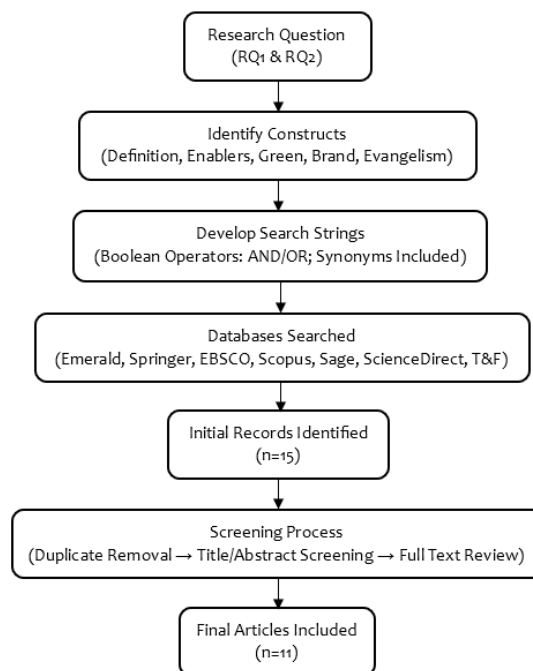 Research Question
(RQ1 & RQ2)
Identify Constructs
(Definition, Enablers, Green, Brand, Evangelism)
Develop Search Strings
(Boolean Operators: AND/OR; Synonyms Included)
Databases Searched
(Emerald, Springer, EBSCO, Scopus, Sage, ScienceDirect, T&F)
Initial Records Identified
(n=15)
Screening Process
(Duplicate Removal → Title/Abstract Screening → Full Text Review)
Final Articles Included
(n=11)